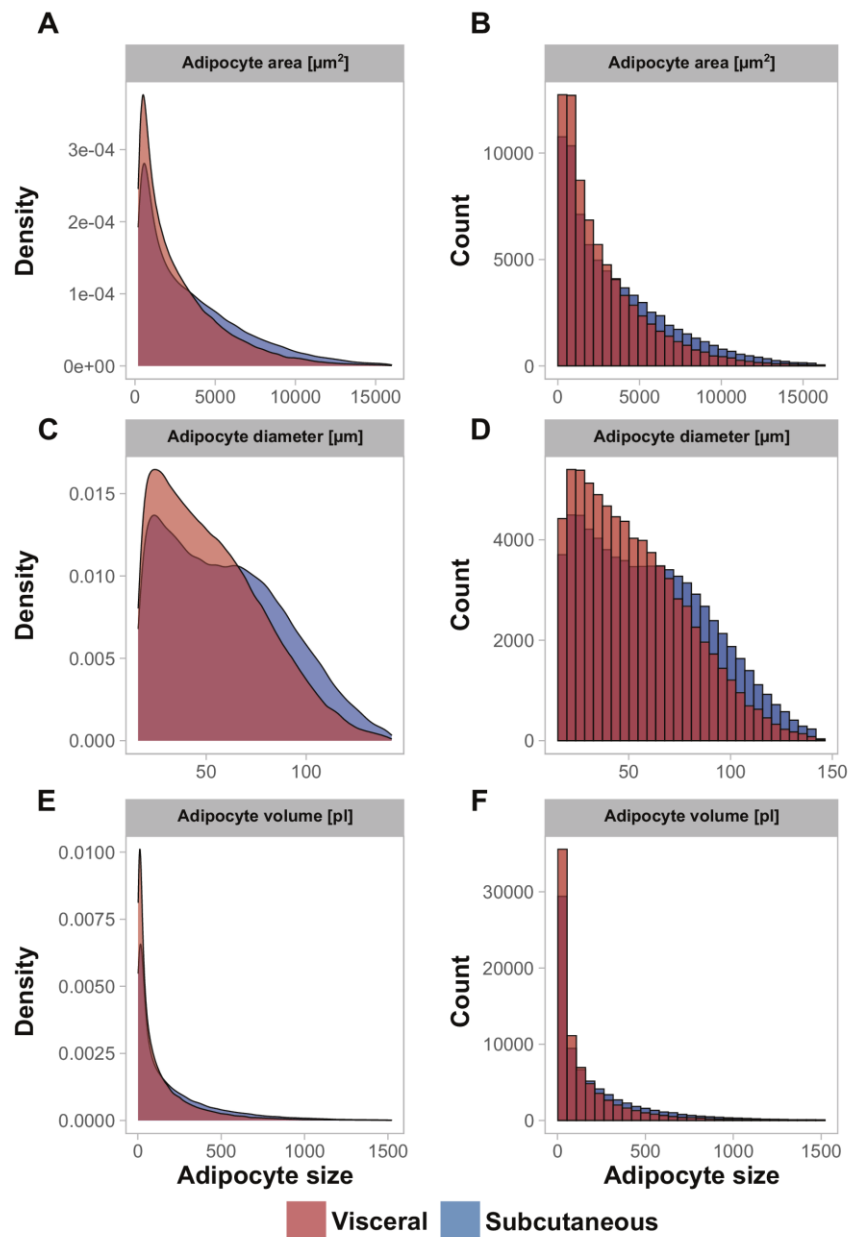 A
B
Adipocyte area [µm²]
Adipocyte area [µm²]
Density
3e-04
2e-04
1e-04
0e+00
0 5000 10000 15000
Count
10000
5000
0
0 5000 10000 15000
C
D
Adipocyte diameter [µm]
Adipocyte diameter [µm]
Density
0.015
0.010
0.005
0.000
50 100
Count
4000
2000
0
50 100 150
E
F
Adipocyte volume [pl]
Adipocyte volume [pl]
Density
0.0100
0.0075
0.0050
0.0025
0.0000
0 500 1000 1500
Adipocyte size
Count
30000
20000
10000
0
0 500 1000 1500
Adipocyte size
Visceral Subcutaneous